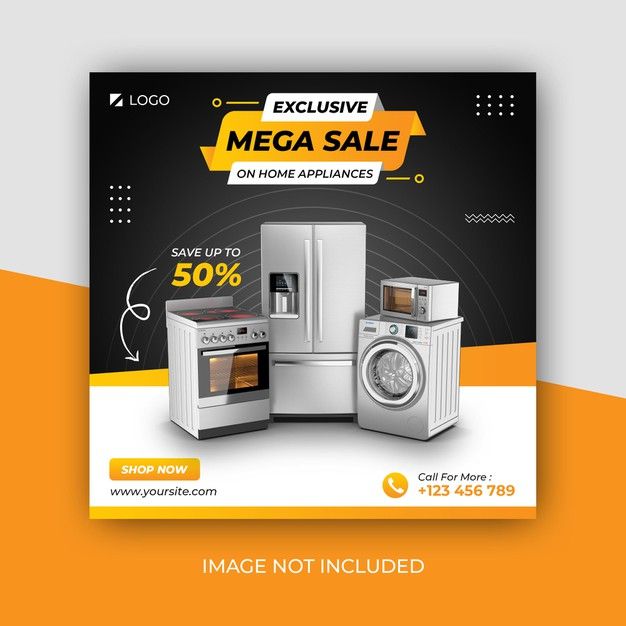 LOGO
EXCLUSIVE
MEGA SALE
ON HOME APPLIANCES
SAVE UP TO
50%
SHOP NOW
www.yoursite.com
Call For More :
+123 456 789
IMAGE NOT INCLUDED